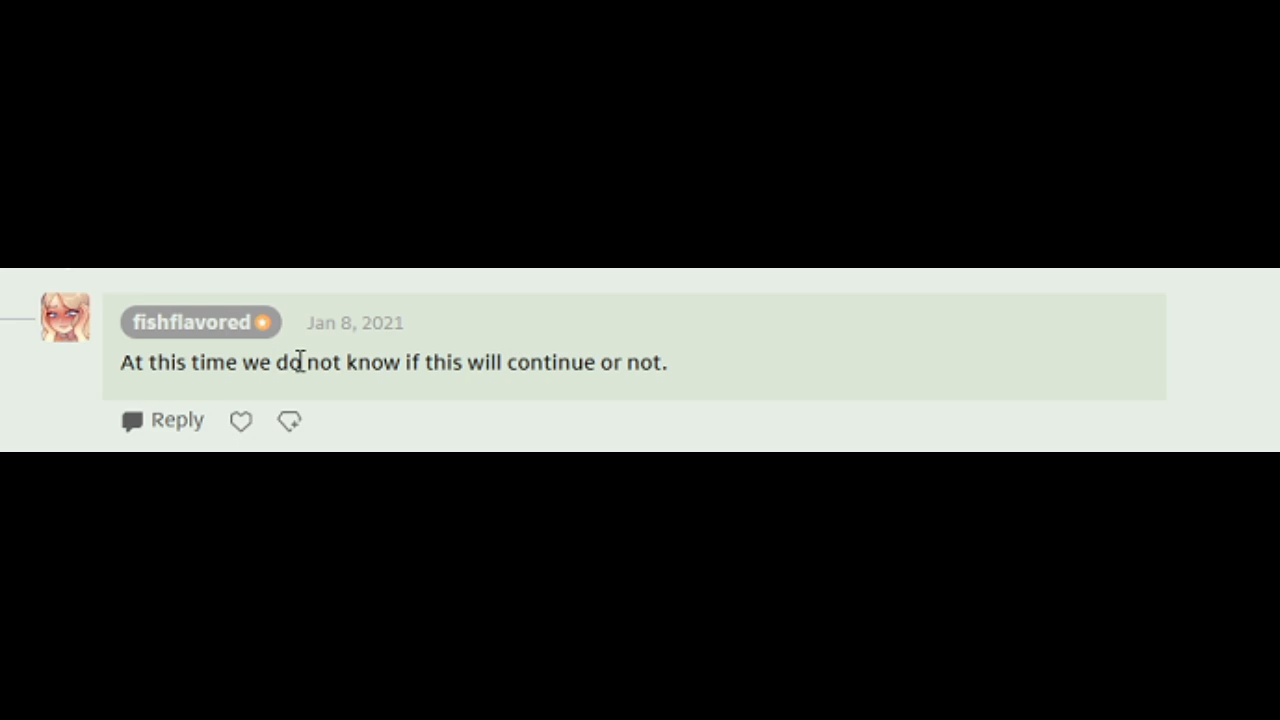 fishflavored Jan 8, 2021
At this time we do not know if this will continue or not.
Reply